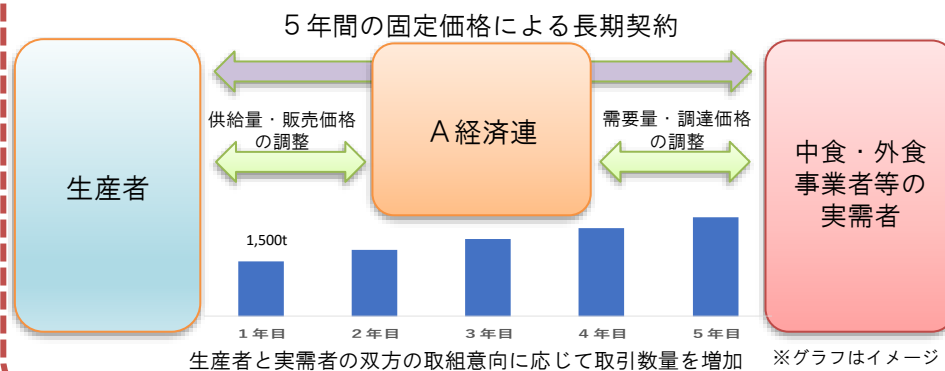 ５年間の固定価格による長期契約
供給量・販売価格
の調整
Ａ経済連
需要量・調達価格
の調整
生産者
中食・外食
事業者等の
実需者
1,500t
１年目
２年目
３年目
４年目
５年目
生産者と実需者の双方の取組意向に応じて取引数量を増加
※グラフはイメージ